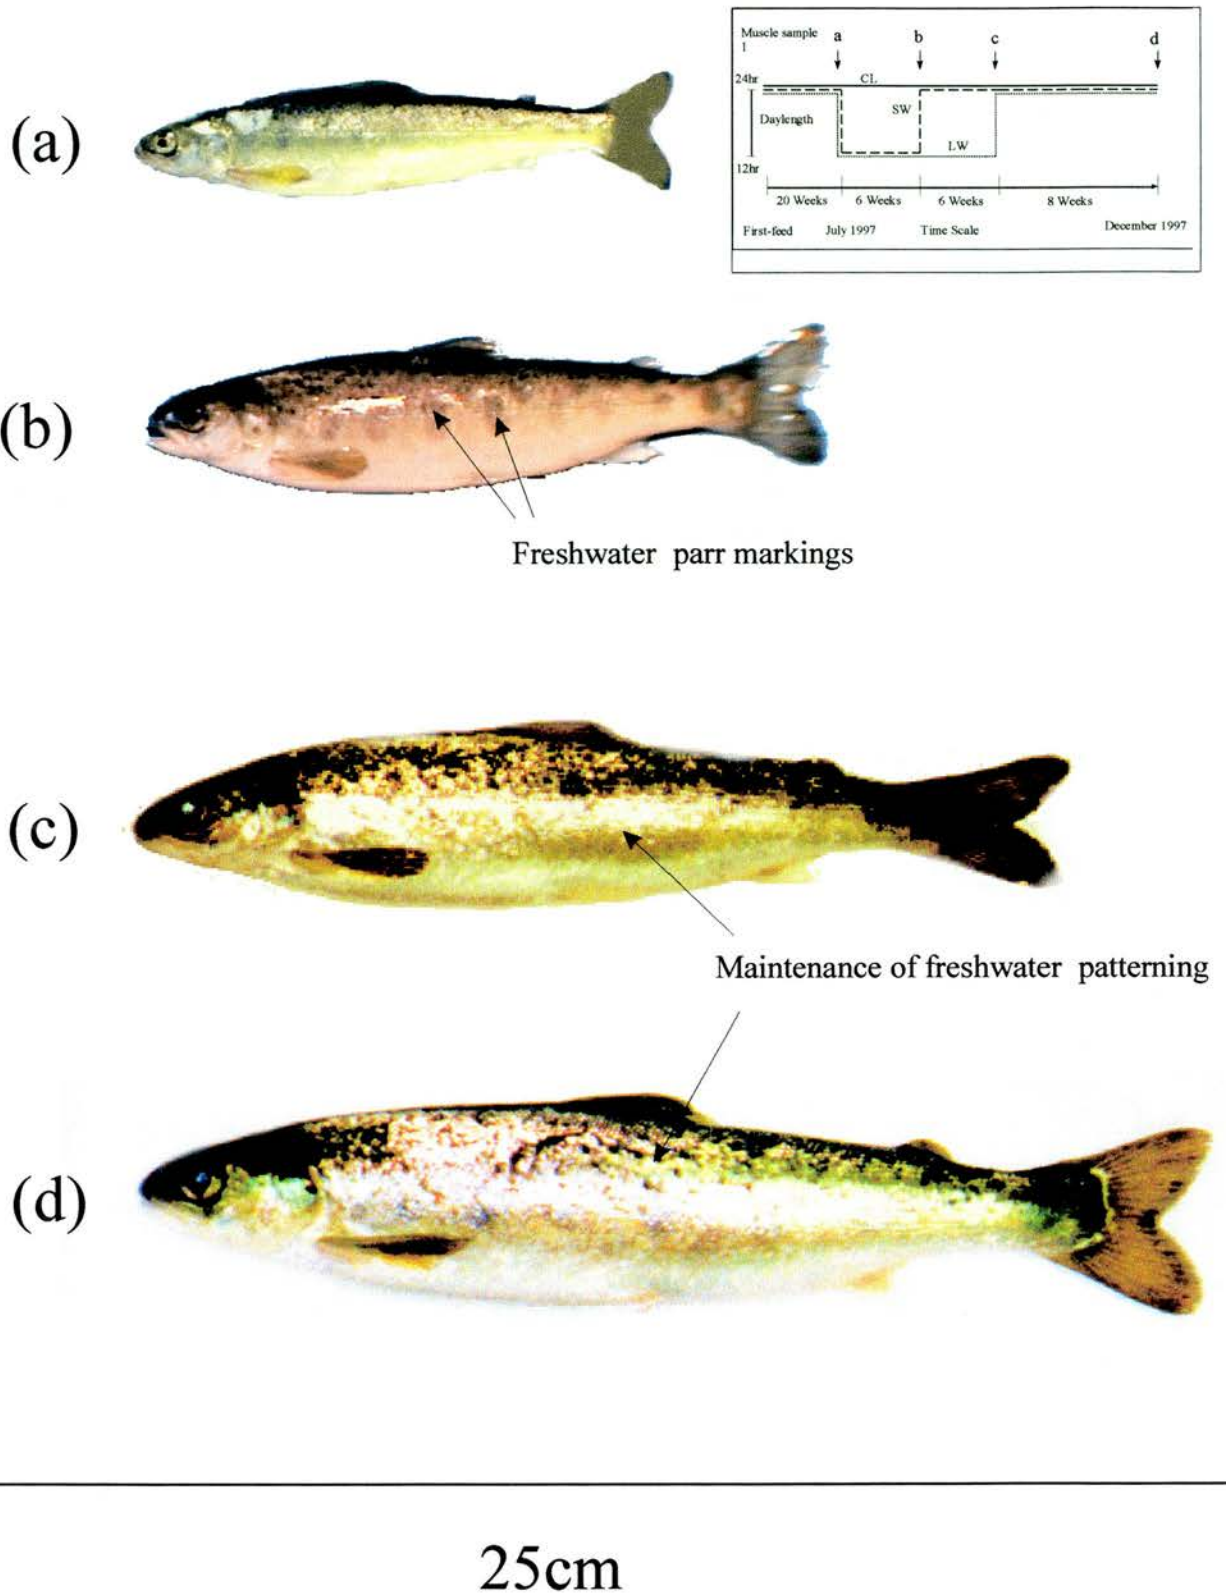 (a)
Muscle sample
1
a b c d
24hr
CL
SW
Daylength
LW
12hr
20 Weeks 6 Weeks 6 Weeks 8 Weeks
First-feed July 1997 Time Scale December 1997
(b)
Freshwater parr markings
(c)
Maintenance of freshwater patterning
(d)
25cm